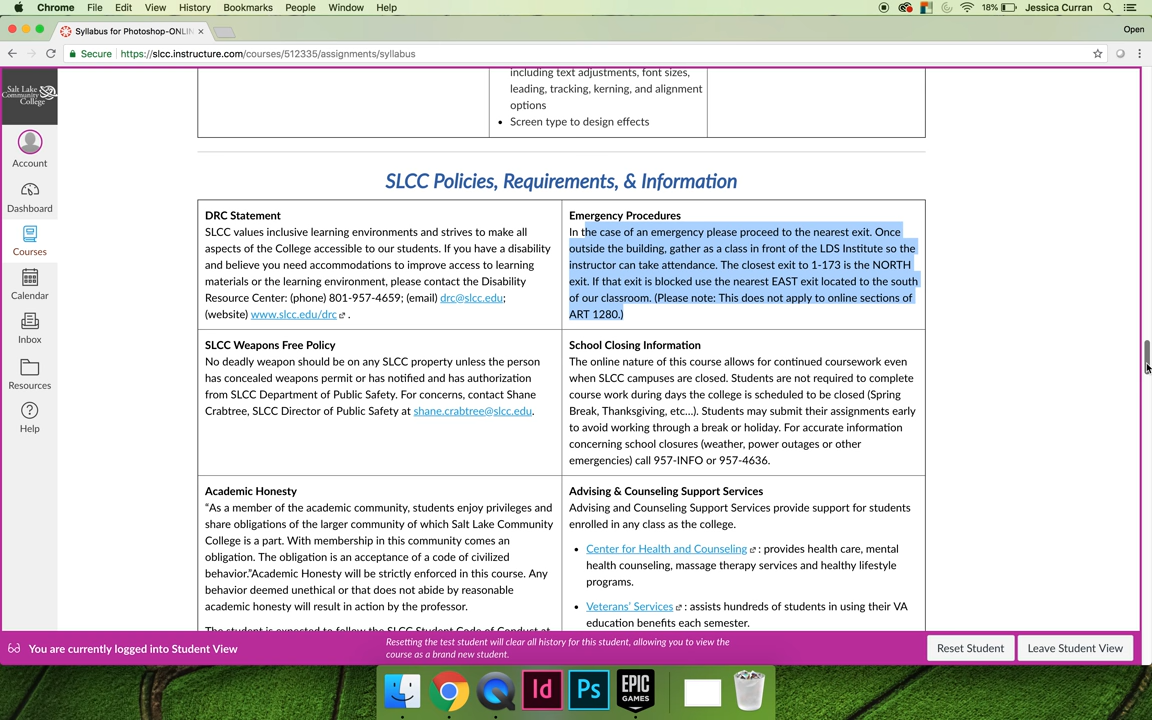 Chrome File Edit View History Bookmarks People Window Help
18% Jessica Curran
Syllabus for Photoshop-ONLIN
Open
Secure https://slcc.instructure.com/courses/512335/assignments/syllabus
Salt Lake
Community
College
Account
Dashboard
Courses
Calendar
Inbox
Resources
Help
including text adjustments, font sizes,
leading, tracking, kerning, and alignment
options
• Screen type to design effects
SLCC Policies, Requirements, & Information
DRC Statement
SLCC values inclusive learning environments and strives to make all
aspects of the College accessible to our students. If you have a disability
and believe you need accommodations to improve access to learning
materials or the learning environment, please contact the Disability
Resource Center: (phone) 801-957-4659; (email) drc@slcc.edu;
(website) www.slcc.edu/drc .
Emergency Procedures
In the case of an emergency please proceed to the nearest exit. Once
outside the building, gather as a class in front of the LDS Institute so the
instructor can take attendance. The closest exit to 1-173 is the NORTH
exit. If that exit is blocked use the nearest EAST exit located to the south
of our classroom. (Please note: This does not apply to online sections of
ART 1280.)
SLCC Weapons Free Policy
No deadly weapon should be on any SLCC property unless the person
has concealed weapons permit or has notified and has authorization
from SLCC Department of Public Safety. For concerns, contact Shane
Crabtree, SLCC Director of Public Safety at shane.crabtree@slcc.edu.
School Closing Information
The online nature of this course allows for continued coursework even
when SLCC campuses are closed. Students are not required to complete
course work during days the college is scheduled to be closed (Spring
Break, Thanksgiving, etc...). Students may submit their assignments early
to avoid working through a break or holiday. For accurate information
concerning school closures (weather, power outages or other
emergencies) call 957-INFO or 957-4636.
Academic Honesty
“As a member of the academic community, students enjoy privileges and
share obligations of the larger community of which Salt Lake Community
College is a part. With membership in this community comes an
obligation. The obligation is an acceptance of a code of civilized
behavior.”Academic Honesty will be strictly enforced in this course. Any
behavior deemed unethical or that does not abide by reasonable
academic honesty will result in action by the professor.
The student is expected to follow the SLCC Student Code of Conduct at
Advising & Counseling Support Services
Advising and Counseling Support Services provide support for students
enrolled in any class as the college.
• Center for Health and Counseling : provides health care, mental
health counseling, massage therapy services and healthy lifestyle
programs.
• Veterans' Services : assists hundreds of students in using their VA
education benefits each semester.
You are currently logged into Student View
Resetting the test student will clear all history for this student, allowing you to view the
course as a brand new student.
Reset Student
Leave Student View
Id
Ps
EPIC
GAMES